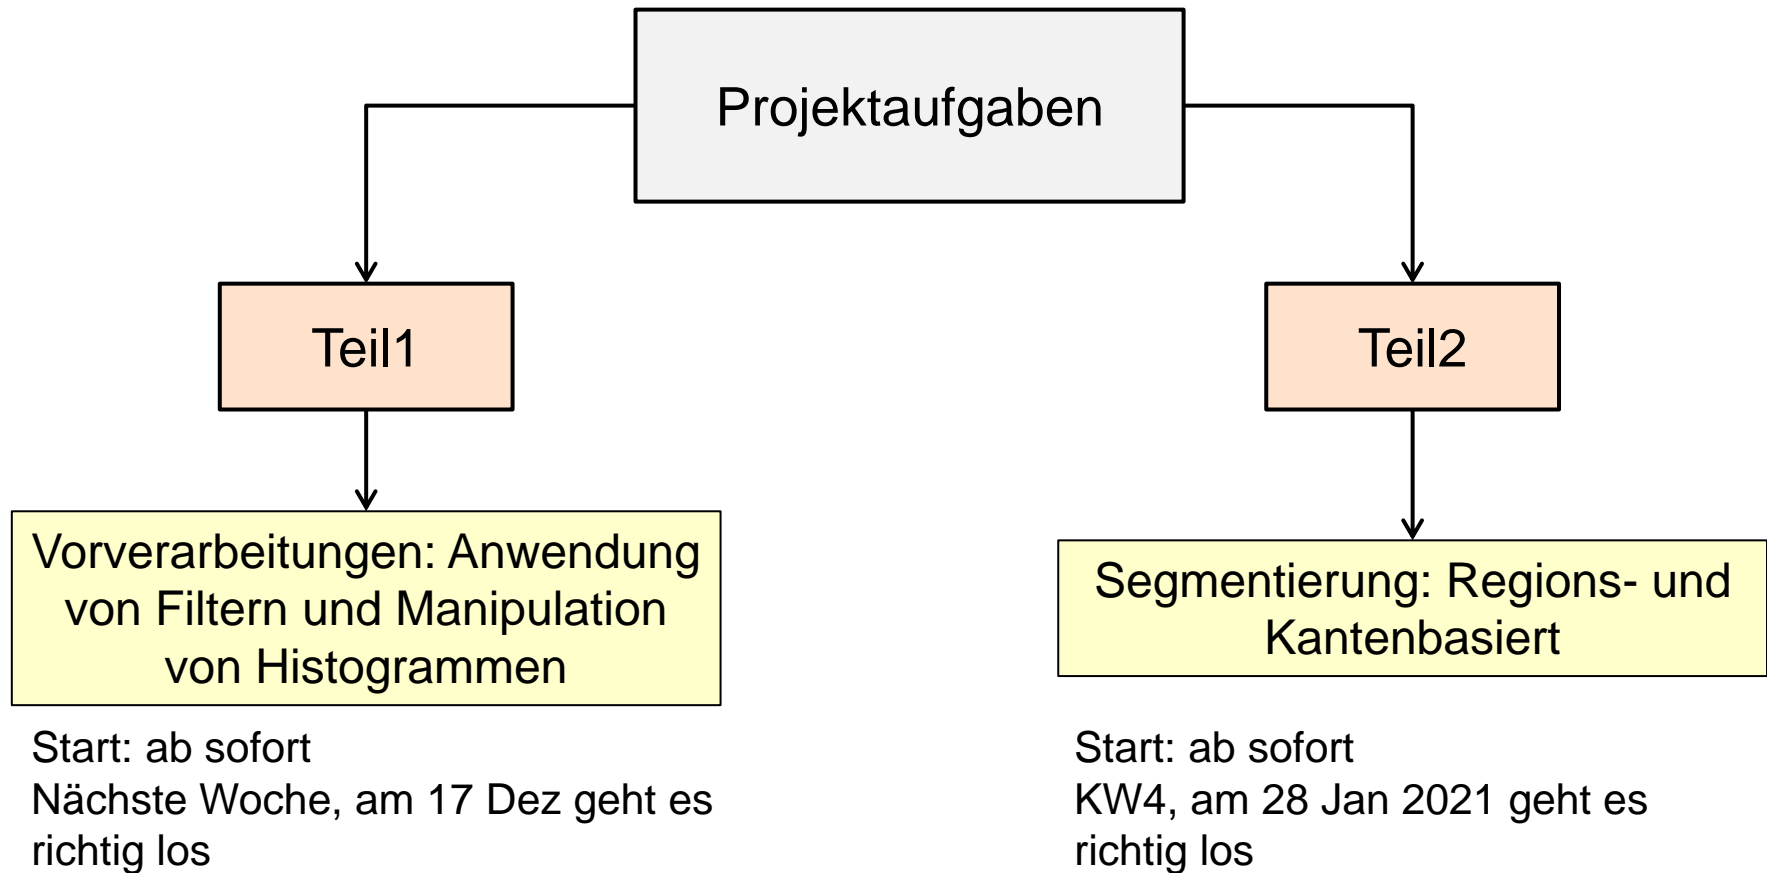 Projektaufgaben
Teil1
Teil2
Vorverarbeitungen: Anwendung
von Filtern und Manipulation
von Histogrammen
Segmentierung: Regions- und
Kantenbasiert
Start: ab sofort
Nächste Woche, am 17 Dez geht es
richtig los
Start: ab sofort
KW4, am 28 Jan 2021 geht es
richtig los